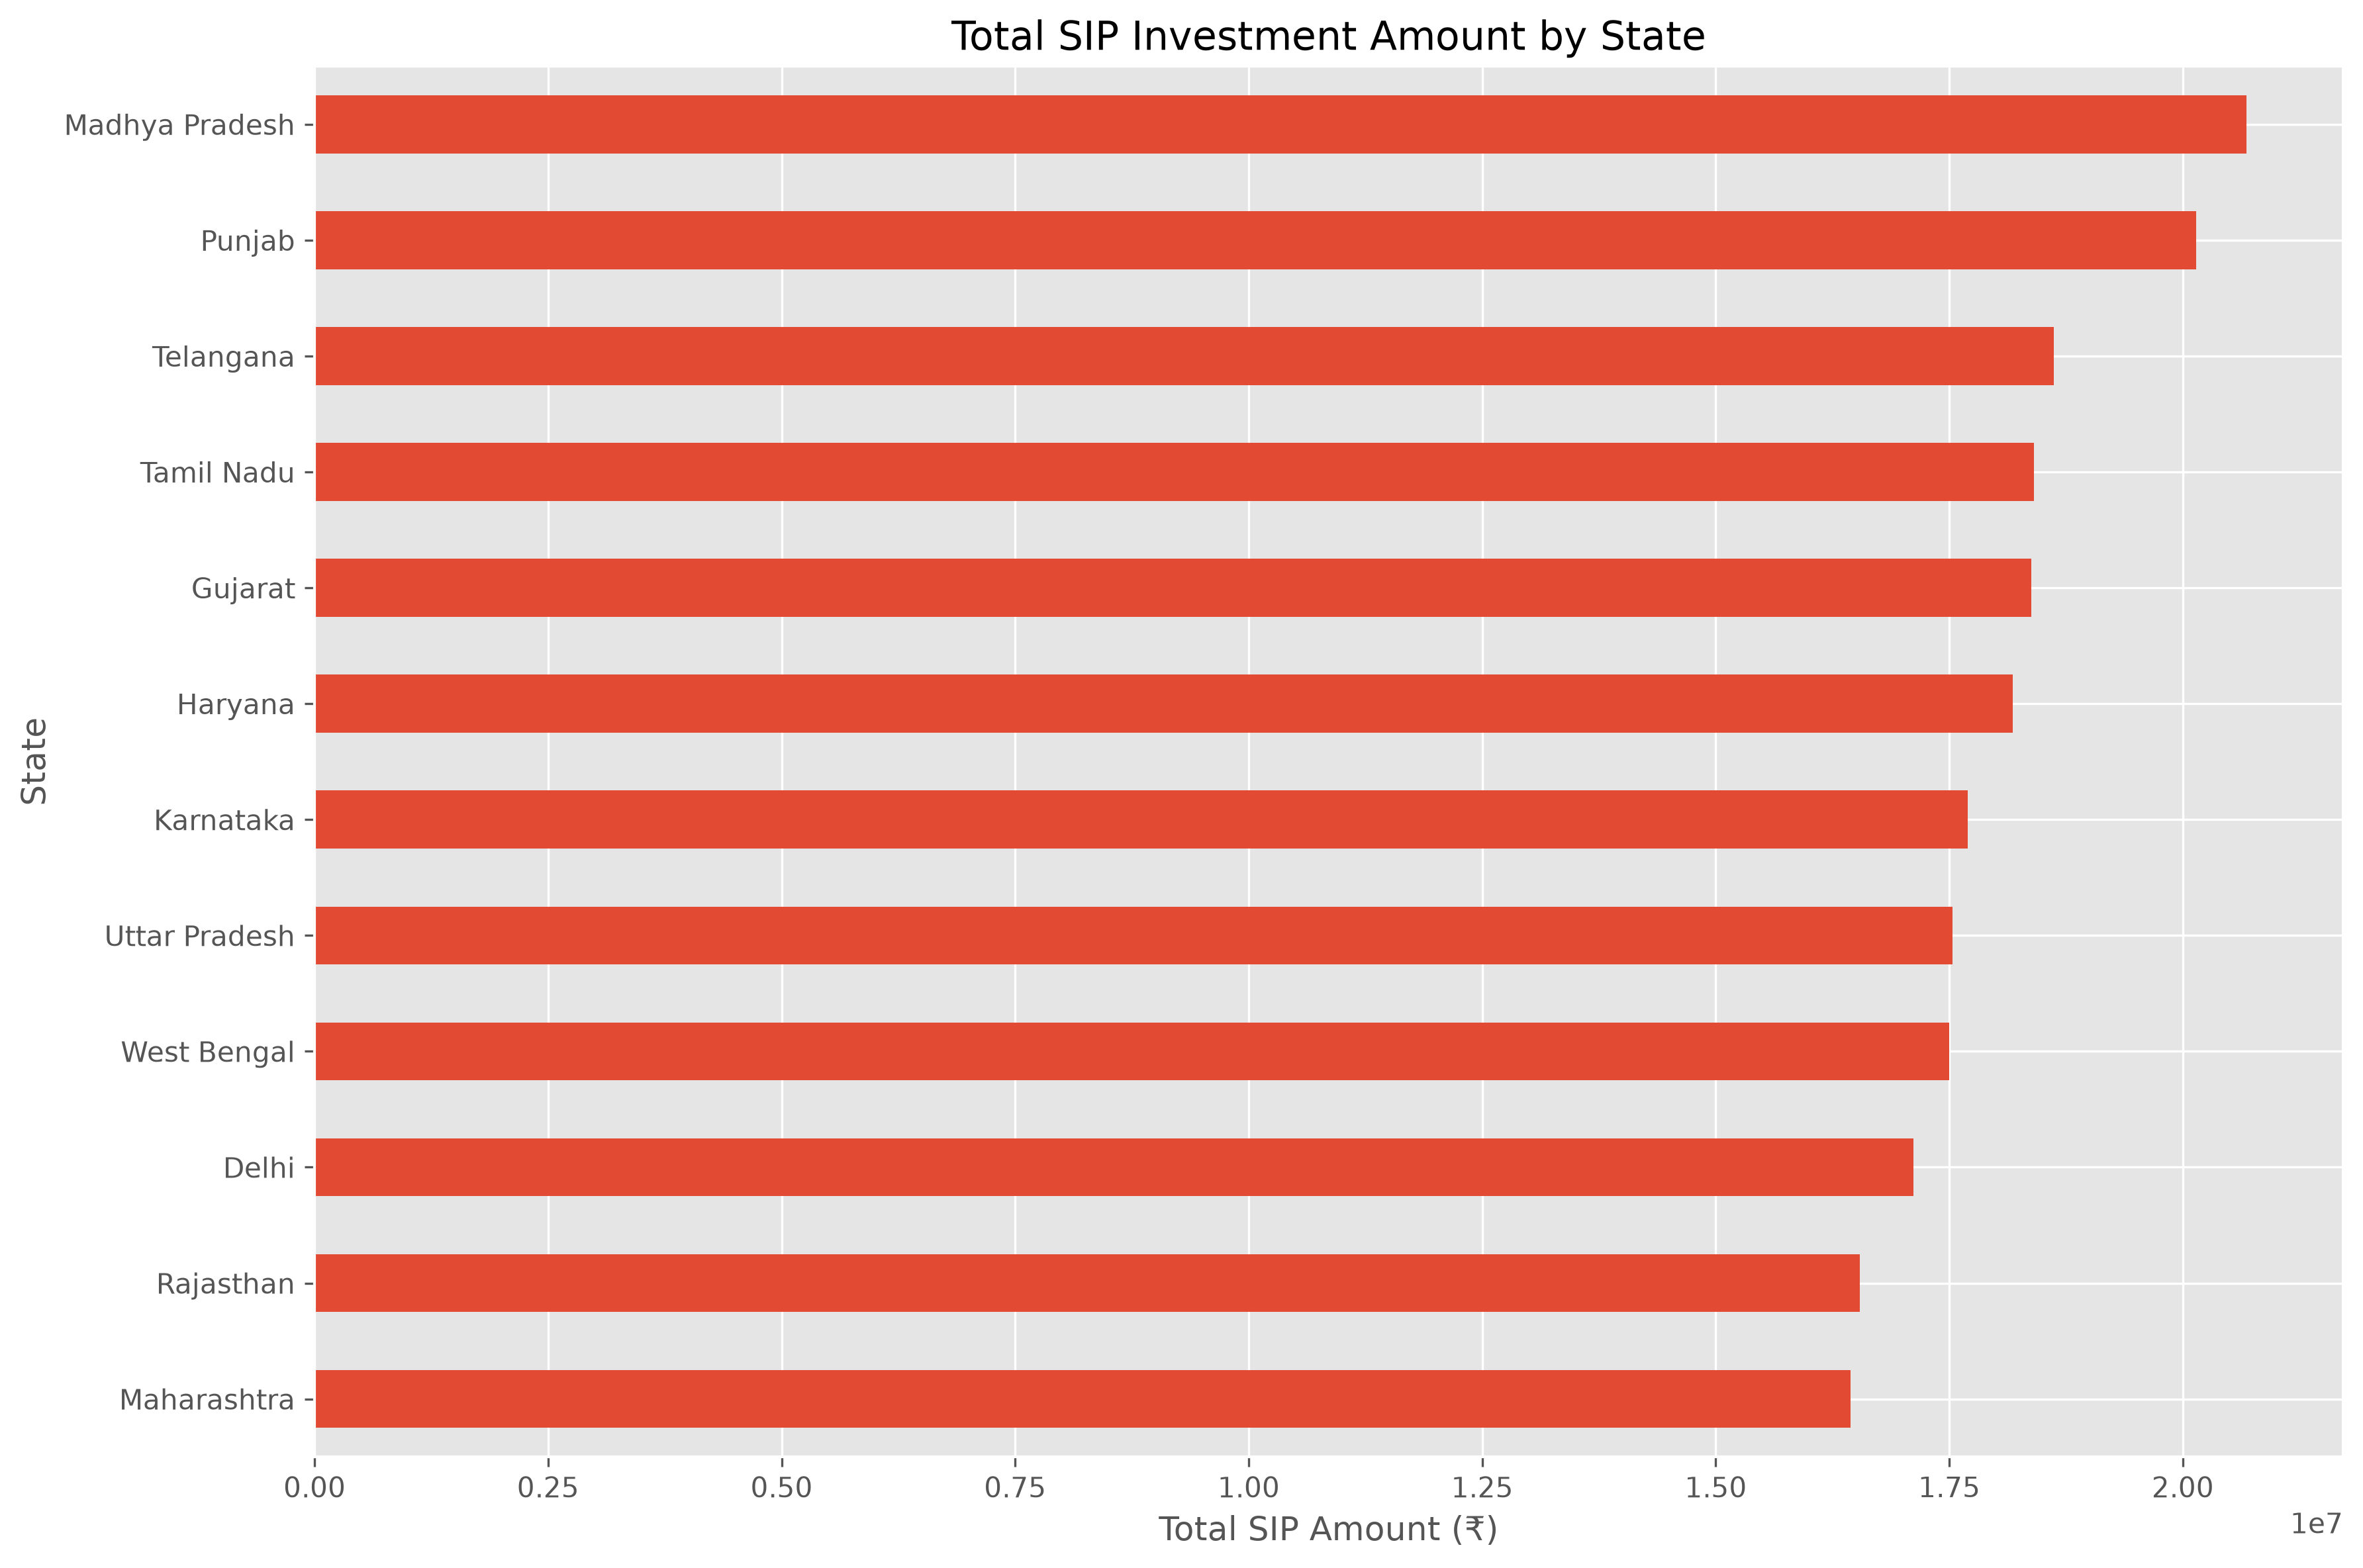 Total SIP Investment Amount by State
Madhya Pradesh
Punjab
Telangana
Tamil Nadu
Gujarat
Haryana
Karnataka
Uttar Pradesh
West Bengal
Delhi
Rajasthan
Maharashtra
State
0.00 0.25 0.50 0.75 1.00 1.25 1.50 1.75 2.00
Total SIP Amount (₹)
1e7